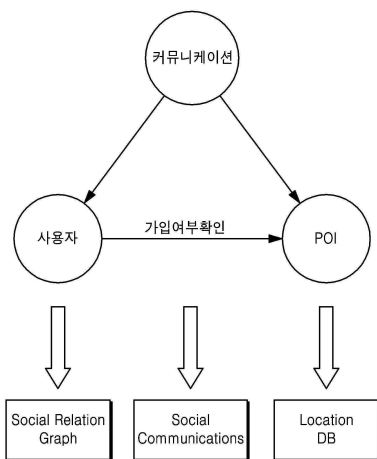 커뮤니케이션
사용자
가입여부확인
POI
Social Relation
Graph
Social
Communications
Location
DB